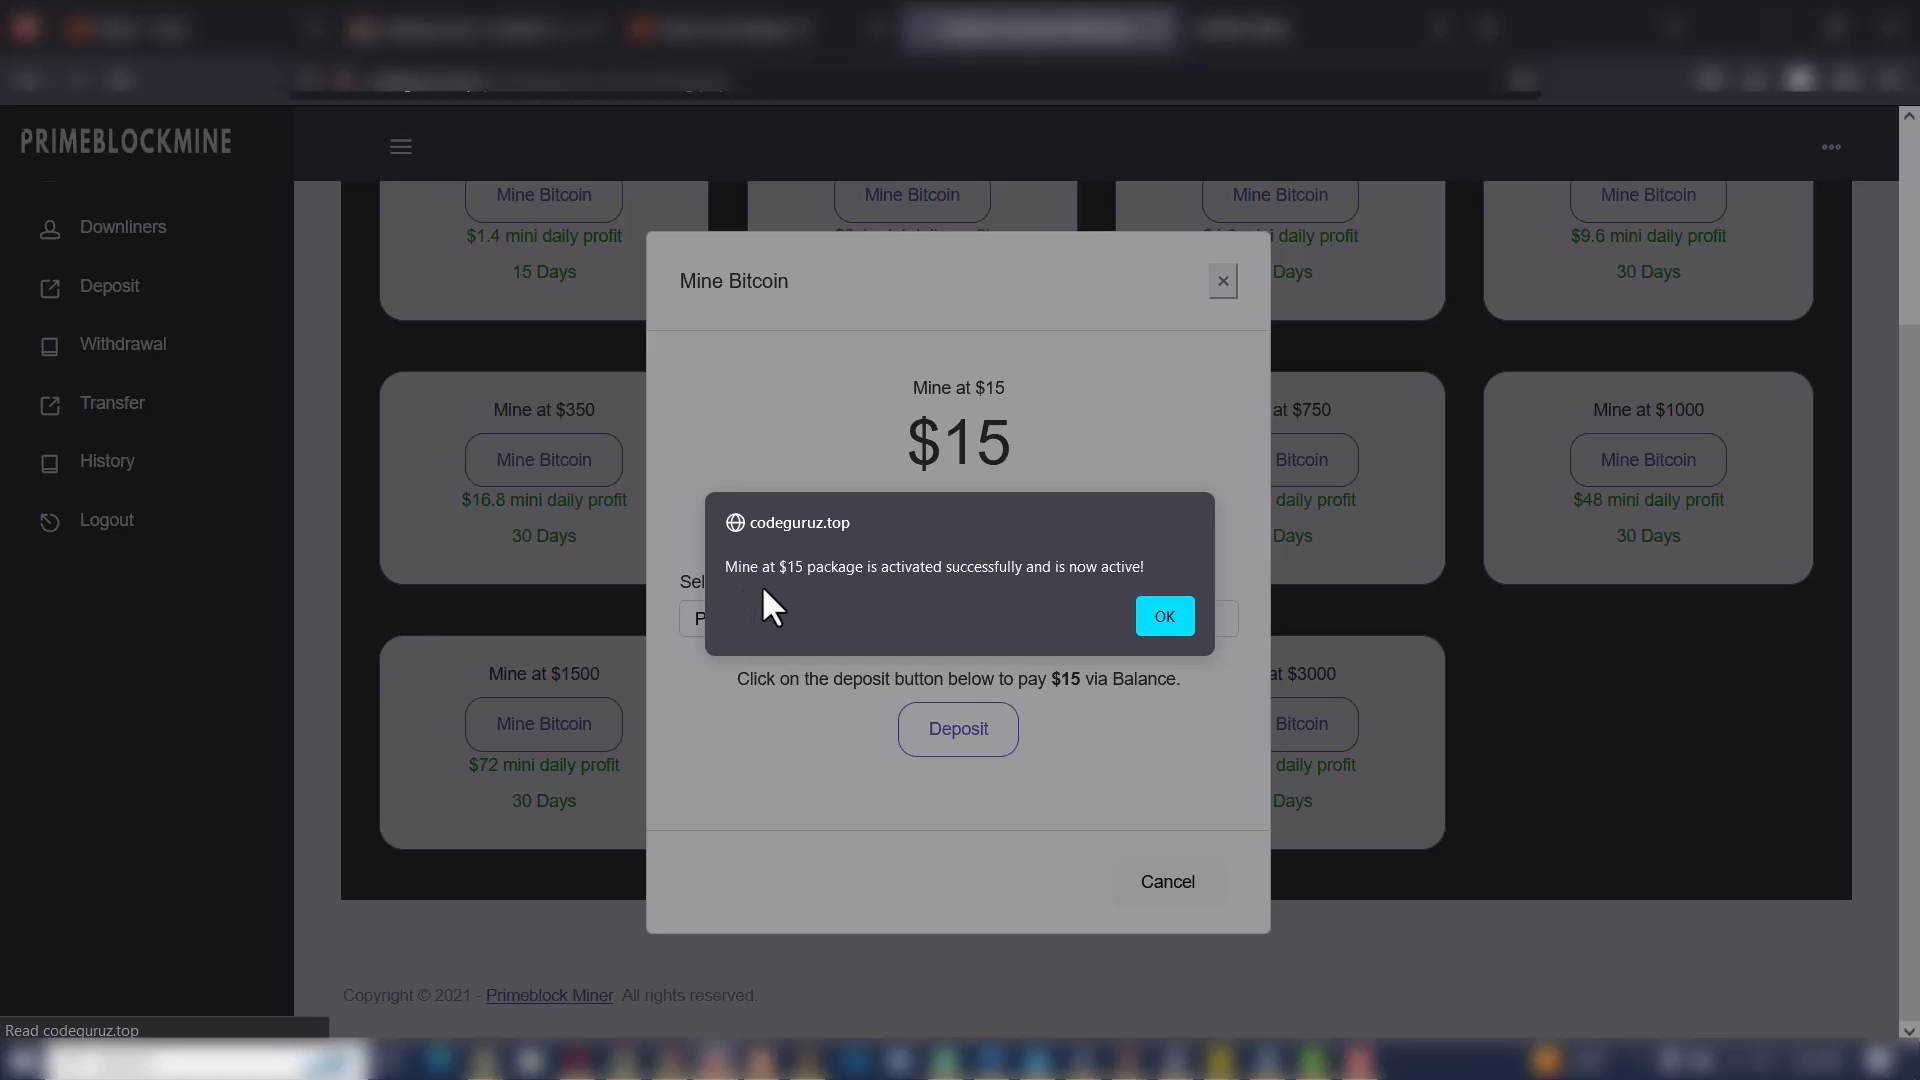 PRIMEBLOCKMINE
Downliners
Deposit
Withdrawal
Transfer
History
Logout
Mine Bitcoin
$1.4 mini daily profit
15 Days
Mine Bitcoin
Mine Bitcoin
mini daily profit
Days
Mine Bitcoin
$9.6 mini daily profit
30 Days
Mine at $350
Mine Bitcoin
$16.8 mini daily profit
30 Days
at $750
Bitcoin
daily profit
Days
Mine at $1000
Mine Bitcoin
$48 mini daily profit
30 Days
Mine at $1500
Mine Bitcoin
$72 mini daily profit
30 Days
at $3000
Bitcoin
daily profit
Days
Mine Bitcoin
×
Mine at $15
$15
codeguruz.top
Mine at $15 package is activated successfully and is now active!
OK
Click on the deposit button below to pay $15 via Balance.
Deposit
Cancel
Copyright © 2021 - Primeblock Miner. All rights reserved.
Read codeguruz.top